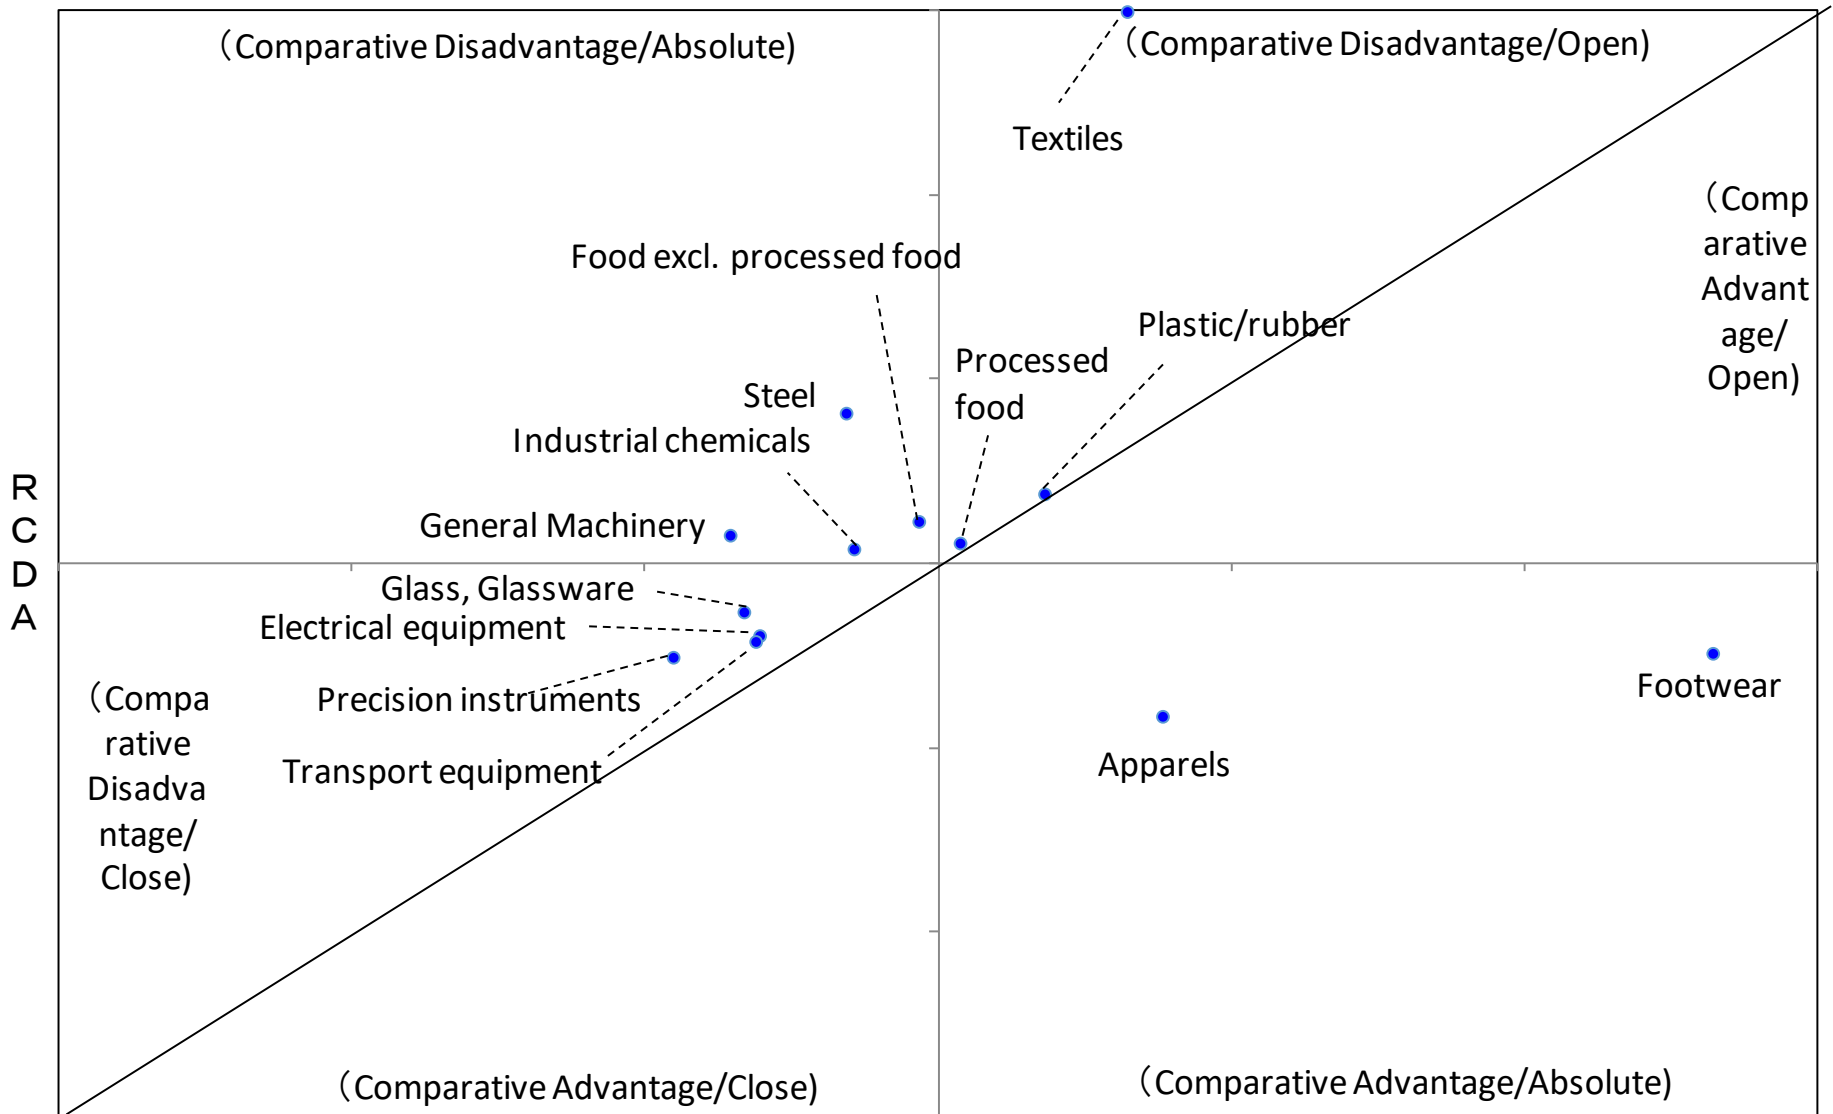 （Comparative Disadvantage/Absolute)
（Comparative Disadvantage/Open)
Textiles
（Comp
arative
Advant
age/
Open)
Food excl. processed food
Plastic/rubber
Processed
food
Steel
Industrial chemicals
General Machinery
R
C
D
A
Glass, Glassware
Electrical equipment
Precision instruments
Transport equipment
（Compa
rative
Disadva
ntage/
Close)
Footwear
Apparels
（Comparative Advantage/Close)
（Comparative Advantage/Absolute)